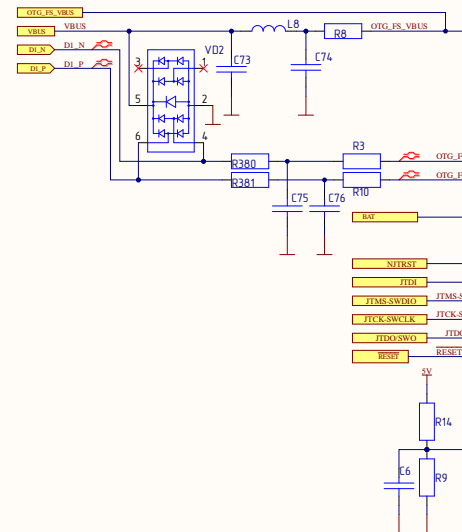 OTG_FS_VBUS
VBUS VBUS L8 OTG_FS_VBUS
R8
D1_N D1_N VD2
D1_P D1_P 3 1 C73 C74
5 2
6 4
R380 R3 OTG_F
R381 R10 OTG_F
C75 C76
BAT
NJTRST
JTDI
JTMS-SWDIO JTMS-S
JTCK-SWCLK JTCK-S
JTDO/SWO JTDO
RESET RESET
5V
R14
C6 R9